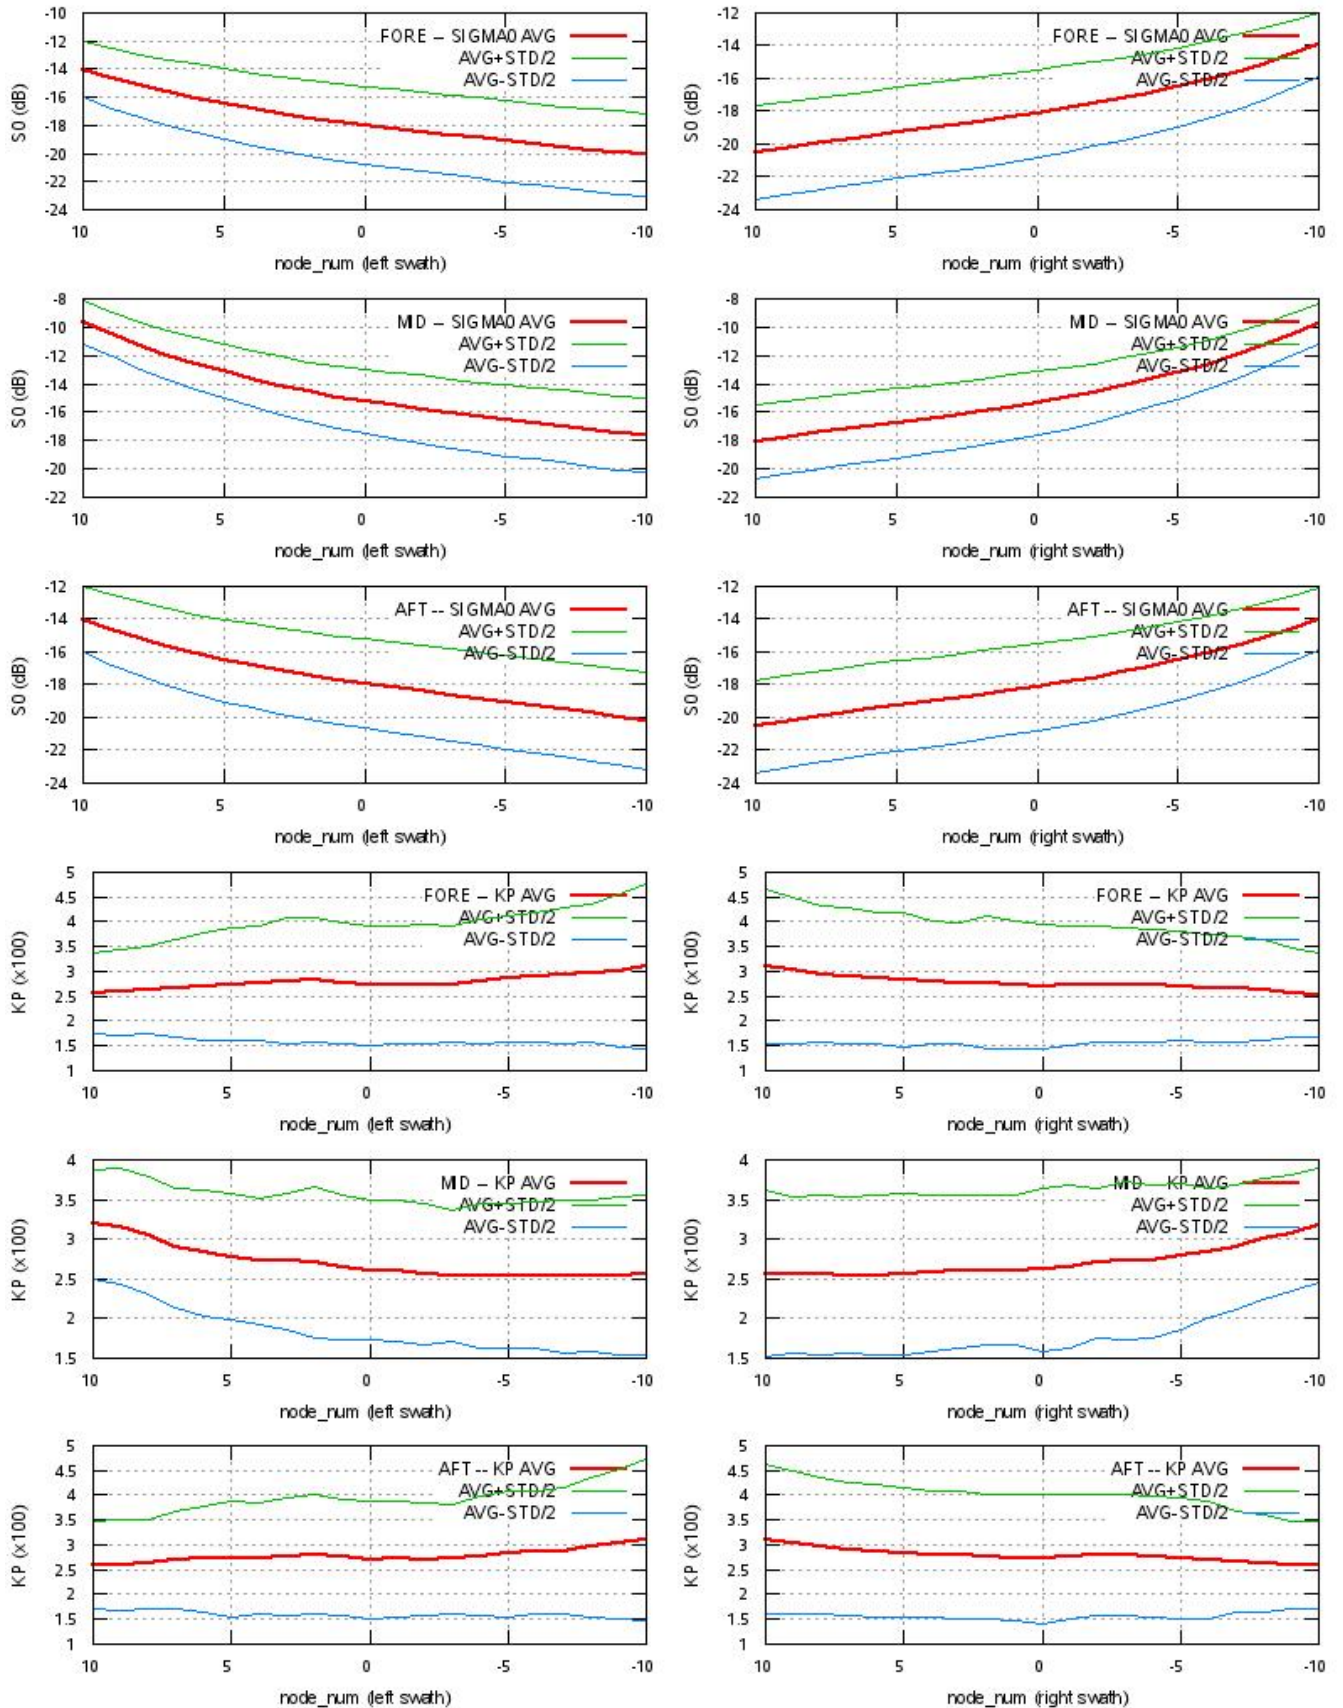 -10
-12
-14
-16
-18
-20
-22
-24
S0 (dB)
FORE -- SIGMA0 AVG
AVG+STD/2
AVG-STD/2
10 5 0 -5 -10
node_num (left swath)
-12
-14
-16
-18
-20
-22
-24
S0 (dB)
FORE -- SIGMA0 AVG
AVG+STD/2
AVG-STD/2
10 5 0 -5 -10
node_num (right swath)
-8
-10
-12
-14
-16
-18
-20
-22
S0 (dB)
MID -- SIGMA0 AVG
AVG+STD/2
AVG-STD/2
10 5 0 -5 -10
node_num (left swath)
-8
-10
-12
-14
-16
-18
-20
-22
S0 (dB)
MID -- SIGMA0 AVG
AVG+STD/2
AVG-STD/2
10 5 0 -5 -10
node_num (right swath)
-12
-14
-16
-18
-20
-22
-24
S0 (dB)
AFT -- SIGMA0 AVG
AVG+STD/2
AVG-STD/2
10 5 0 -5 -10
node_num (left swath)
-12
-14
-16
-18
-20
-22
-24
S0 (dB)
AFT -- SIGMA0 AVG
AVG+STD/2
AVG-STD/2
10 5 0 -5 -10
node_num (right swath)
5
4.5
4
3.5
3
2.5
2
1.5
1
KP (x100)
FORE -- KP AVG
AVG+STD/2
AVG-STD/2
10 5 0 -5 -10
node_num (left swath)
5
4.5
4
3.5
3
2.5
2
1.5
1
KP (x100)
FORE -- KP AVG
AVG+STD/2
AVG-STD/2
10 5 0 -5 -10
node_num (right swath)
4
3.5
3
2.5
2
1.5
KP (x100)
MID -- KP AVG
AVG+STD/2
AVG-STD/2
10 5 0 -5 -10
node_num (left swath)
4
3.5
3
2.5
2
1.5
KP (x100)
MID -- KP AVG
AVG+STD/2
AVG-STD/2
10 5 0 -5 -10
node_num (right swath)
5
4.5
4
3.5
3
2.5
2
1.5
1
KP (x100)
AFT -- KP AVG
AVG+STD/2
AVG-STD/2
10 5 0 -5 -10
node_num (left swath)
5
4.5
4
3.5
3
2.5
2
1.5
1
KP (x100)
AFT -- KP AVG
AVG+STD/2
AVG-STD/2
10 5 0 -5 -10
node_num (right swath)